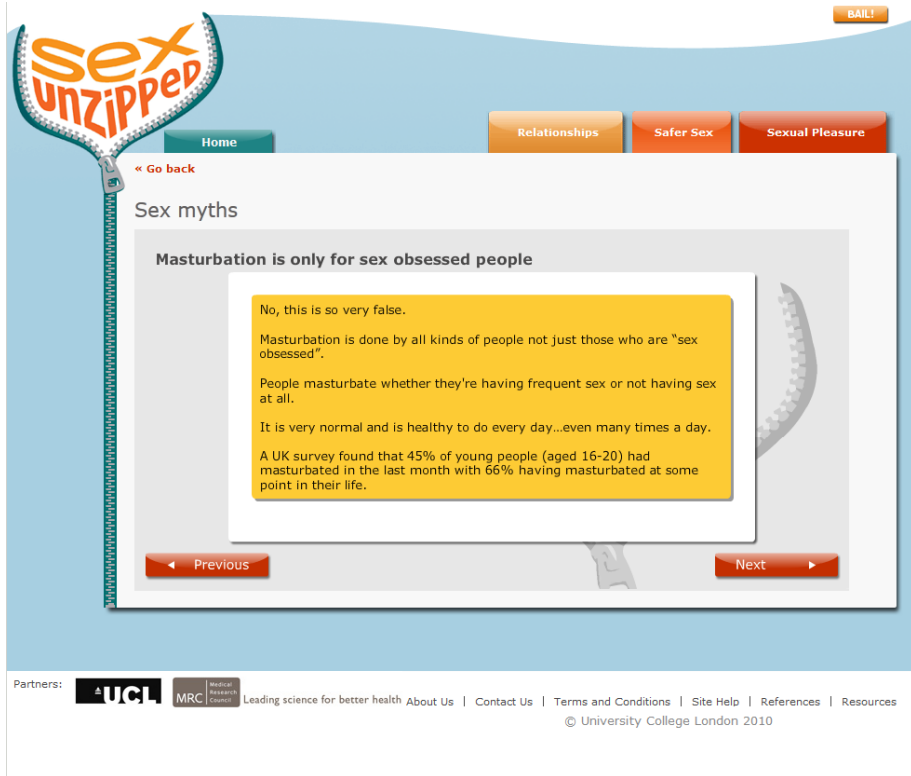 BAIL!
sex
unzipped
Home
Relationships
Safer Sex
Sexual Pleasure
« Go back
Sex myths
Masturbation is only for sex obsessed people
No, this is so very false.
Masturbation is done by all kinds of people not just those who are “sex
obsessed”.
People masturbate whether they're having frequent sex or not having sex
at all.
It is very normal and is healthy to do every day...even many times a day.
A UK survey found that 45% of young people (aged 16-20) had
masturbated in the last month with 66% having masturbated at some
point in their life.
◄ Previous
Next ►
Partners:
UCL
MRC
Medical
Research
Council
Leading science for better health
About Us | Contact Us | Terms and Conditions | Site Help | References | Resources
© University College London 2010